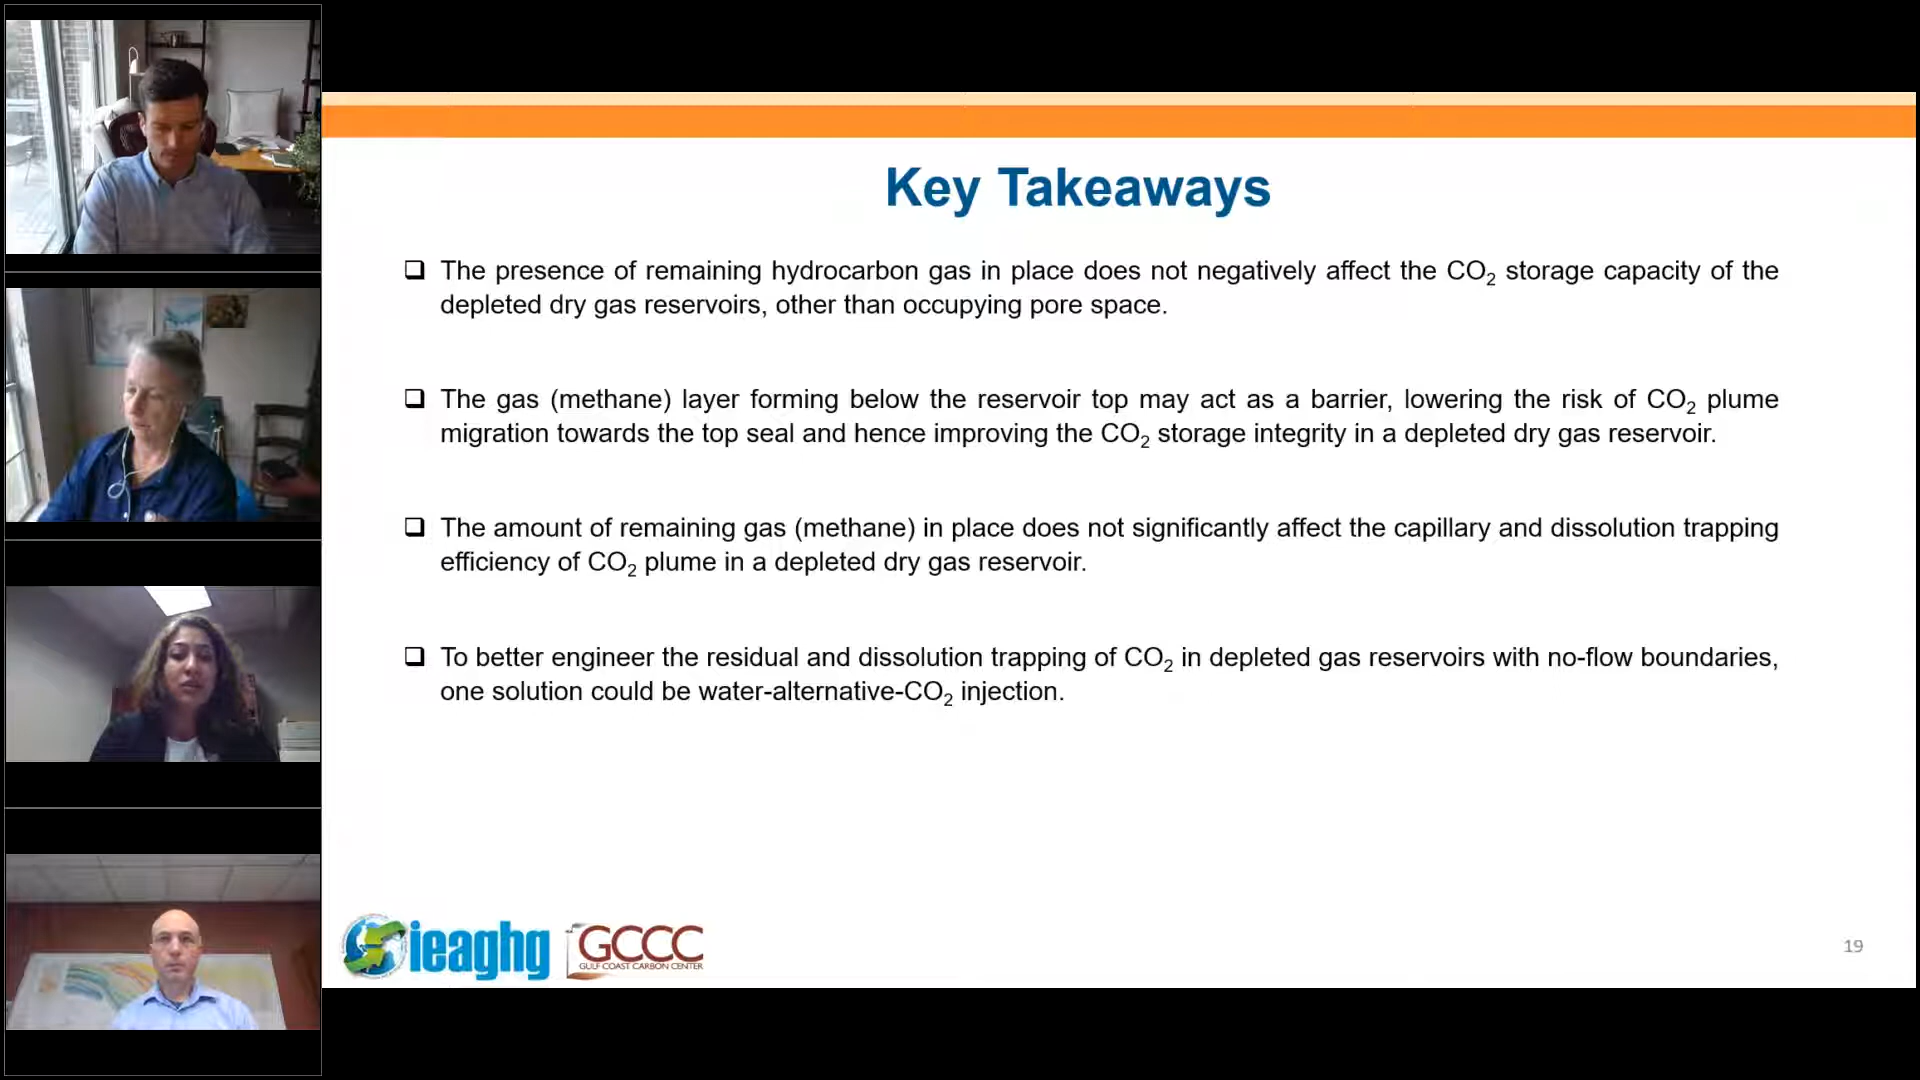 Key Takeaways
The presence of remaining hydrocarbon gas in place does not negatively affect the CO₂ storage capacity of the
depleted dry gas reservoirs, other than occupying pore space.
The gas (methane) layer forming below the reservoir top may act as a barrier, lowering the risk of CO₂ plume
migration towards the top seal and hence improving the CO₂ storage integrity in a depleted dry gas reservoir.
The amount of remaining gas (methane) in place does not significantly affect the capillary and dissolution trapping
efficiency of CO₂ plume in a depleted dry gas reservoir.
To better engineer the residual and dissolution trapping of CO₂ in depleted gas reservoirs with no-flow boundaries,
one solution could be water-alternative-CO₂ injection.
ieaghg
GCCC
GULF COAST CARBON CENTER
19